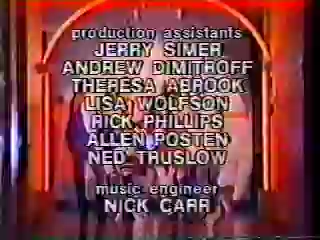 production assistants
JERRY SIMER
ANDREW DIMITROFF
THERESA ABROOK
LISA WOLFSON
RICK PHILLIPS
ALLEN POSTEN
NED TRUSLOW
music engineer
NICK CARR